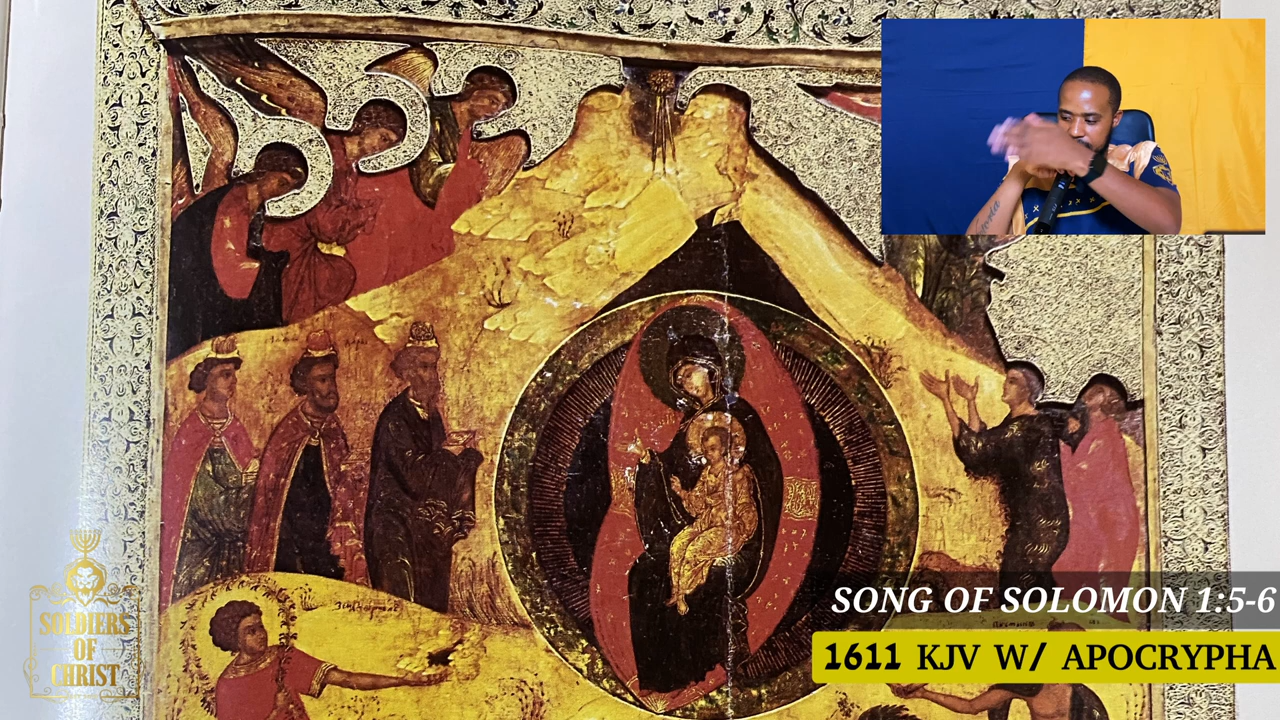 SONG OF SOLOMON 1:5-6
1611 KJV W/ APOCRYPHA
SOLDIERS
OF
CHRIST